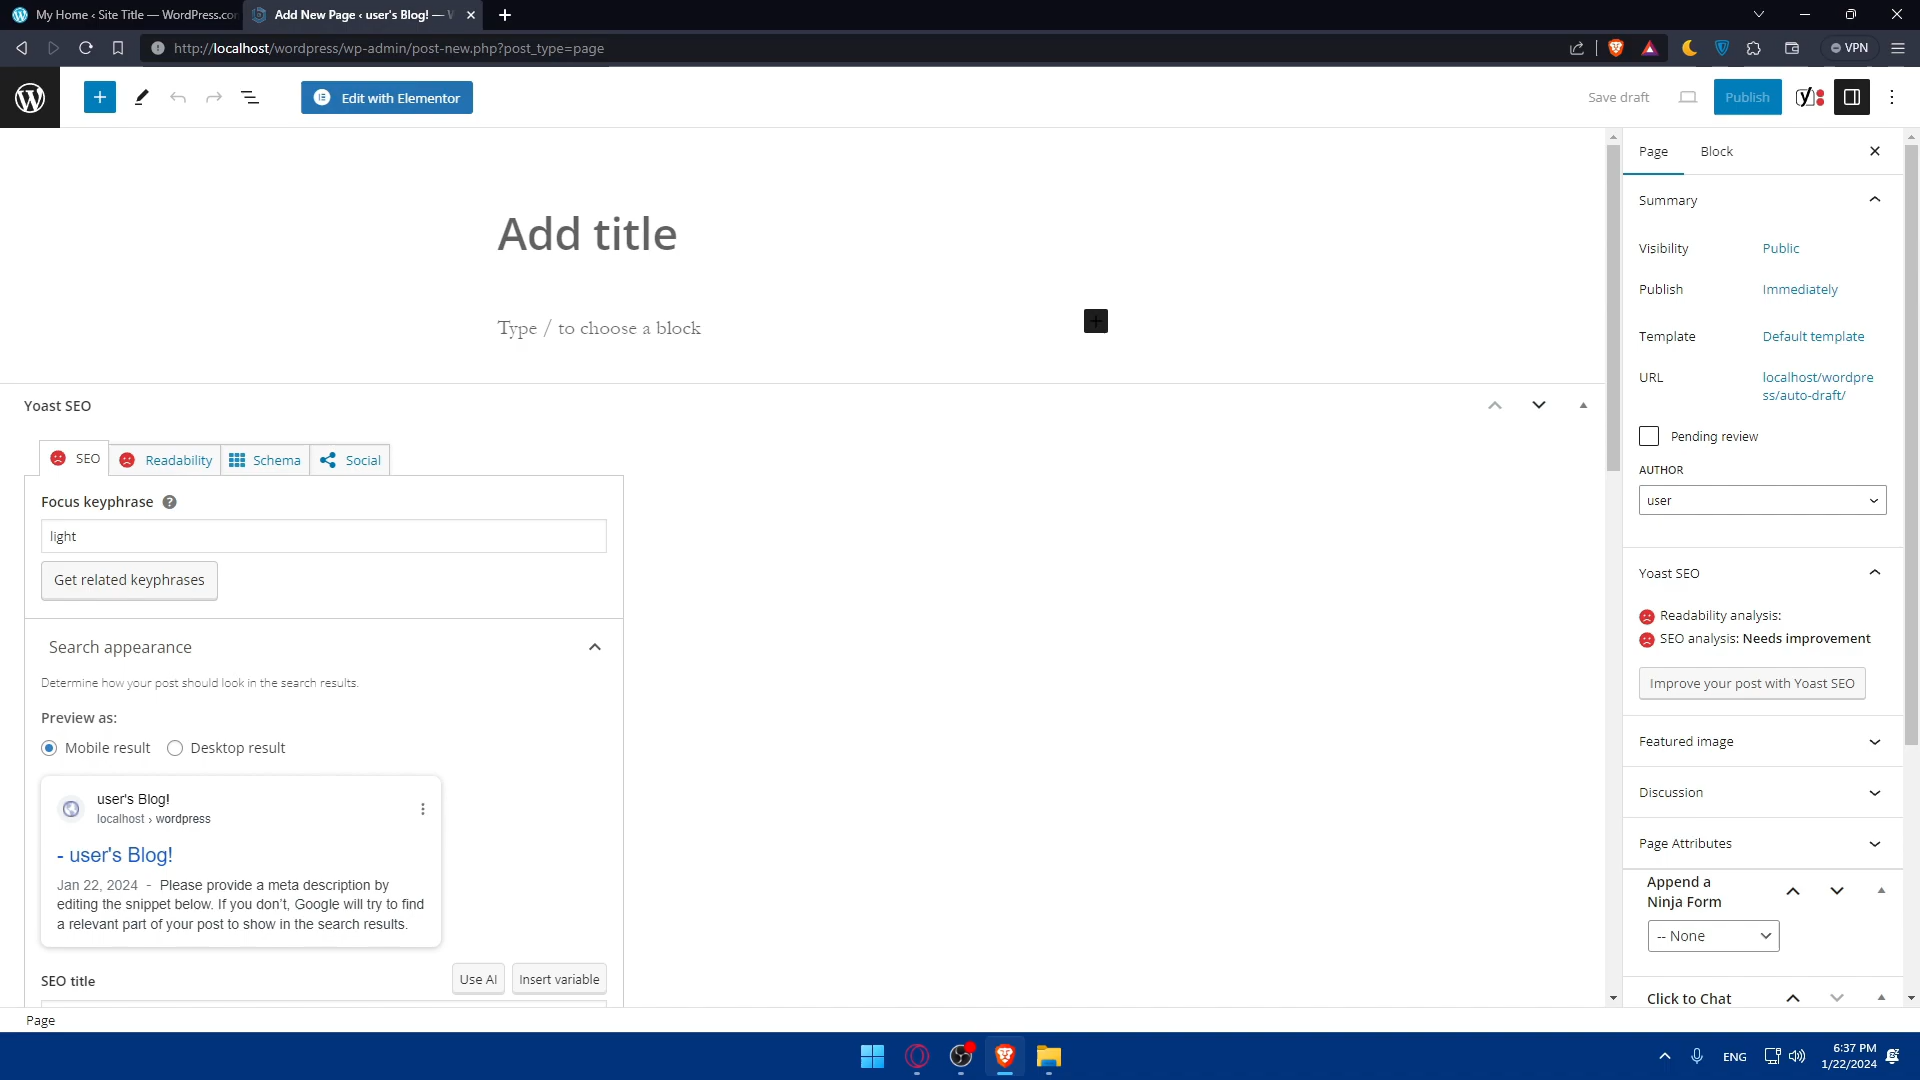 My Home ‹ Site Title — WordPress.co
Add New Page ‹ user's Blog! —
http://localhost/wordpress/wp-admin/post-new.php?post_type=page
VPN
Edit with Elementor
Save draft
Publish
Page
Block
Add title
Type / to choose a block
Summary
Visibility
Public
Publish
Immediately
Template
Default template
URL
localhost/wordpre
ss/auto-draft/
Pending review
AUTHOR
user
Yoast SEO
SEO
Readability
Schema
Social
Focus keyphrase
light
Get related keyphrases
Search appearance
Determine how your post should look in the search results.
Preview as:
Mobile result
Desktop result
user's Blog!
localhost › wordpress
- user's Blog!
Jan 22, 2024 - Please provide a meta description by
editing the snippet below. If you don't, Google will try to find
a relevant part of your post to show in the search results.
SEO title
Use AI
Insert variable
Yoast SEO
Readability analysis:
SEO analysis: Needs improvement
Improve your post with Yoast SEO
Featured image
Discussion
Page Attributes
Append a
Ninja Form
-- None
Click to Chat
Page
ENG
6:37 PM
1/22/2024